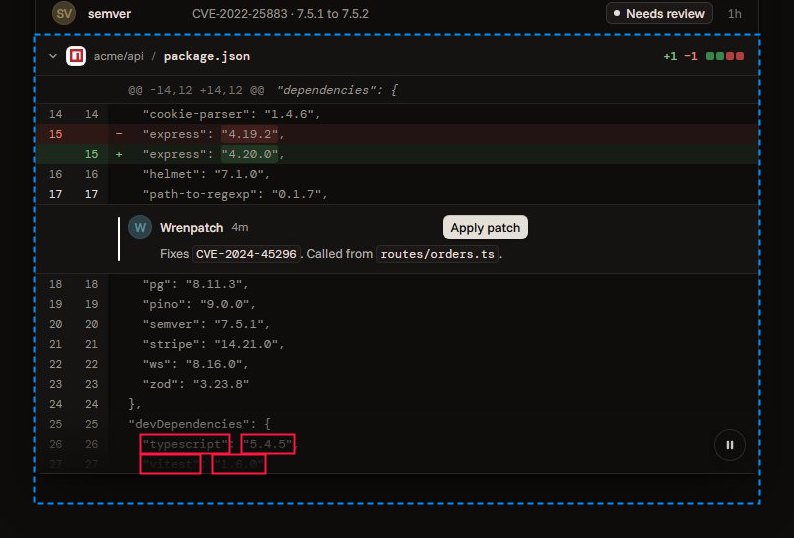 SV semver CVE-2022-25883 · 7.5.1 to 7.5.2 Needs review 1h
acme/api / package.json +1 −1
@@ -14,12 +14,12 @@ "dependencies": {
14 14 "cookie-parser": "1.4.6",
15 − "express": "4.19.2",
15 + "express": "4.20.0",
16 16 "helmet": "7.1.0",
17 17 "path-to-regexp": "0.1.7",
W Wrenpatch 4m Apply patch
Fixes CVE-2024-45296. Called from routes/orders.ts.
18 18 "pg": "8.11.3",
19 19 "pino": "9.0.0",
20 20 "semver": "7.5.1",
21 21 "stripe": "14.21.0",
22 22 "ws": "8.16.0",
23 23 "zod": "3.23.8"
24 24 },
25 25 "devDependencies": {
26 26 "typescript": "5.4.5",
27 27 "vitest": "1.6.0"